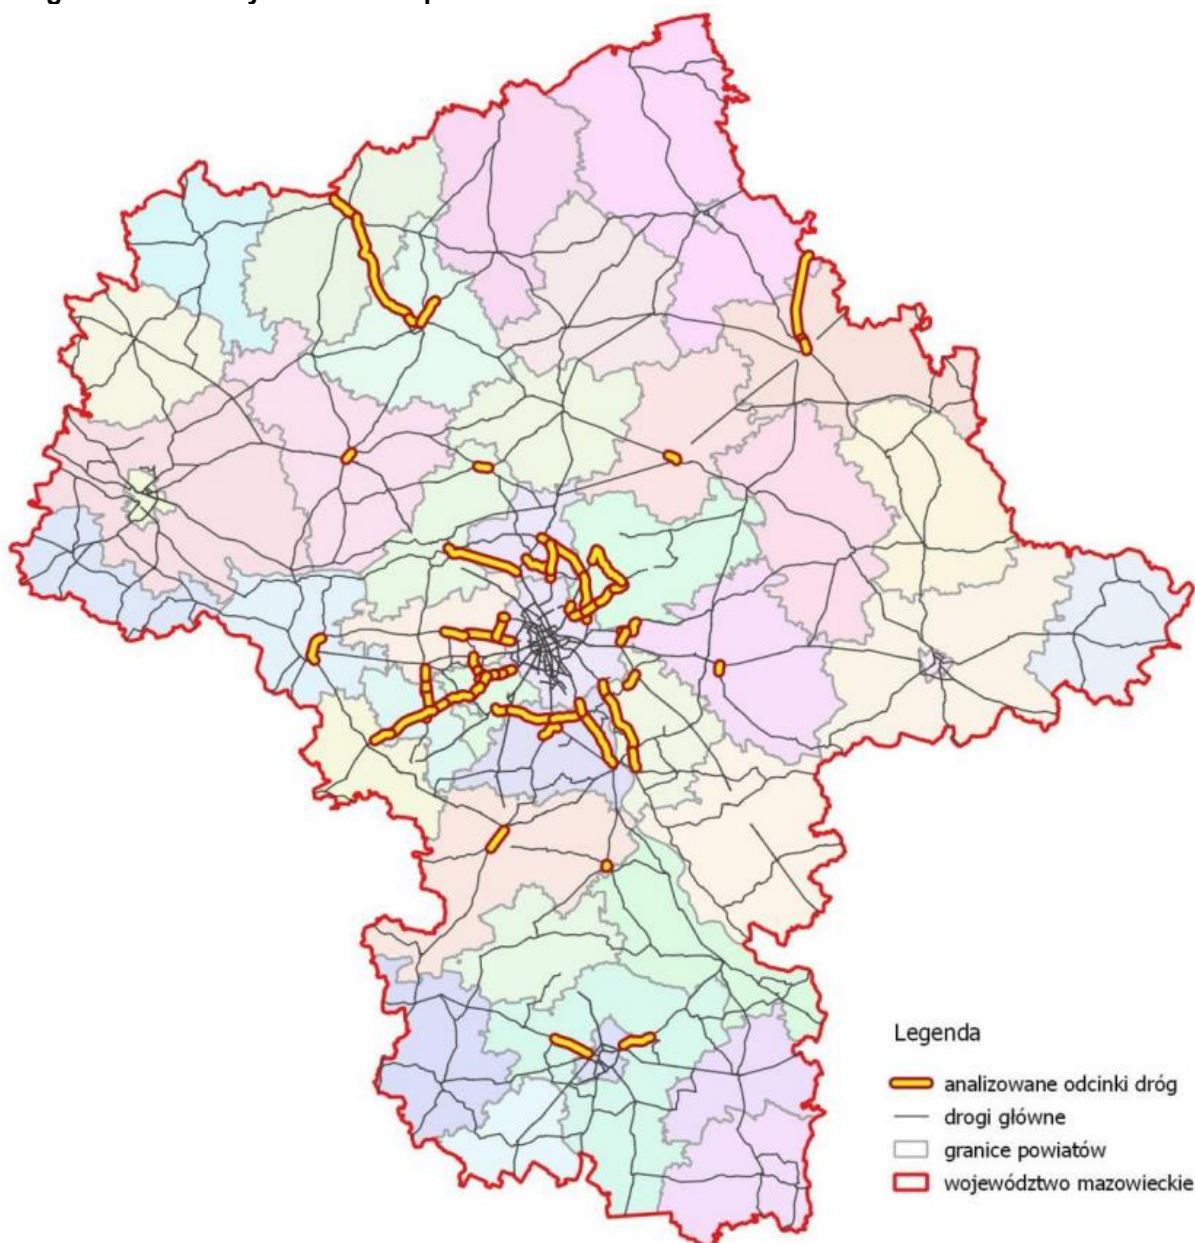 Legenda
analizowane odcinki dróg
drogi główne
granice powiatów
województwo mazowieckie